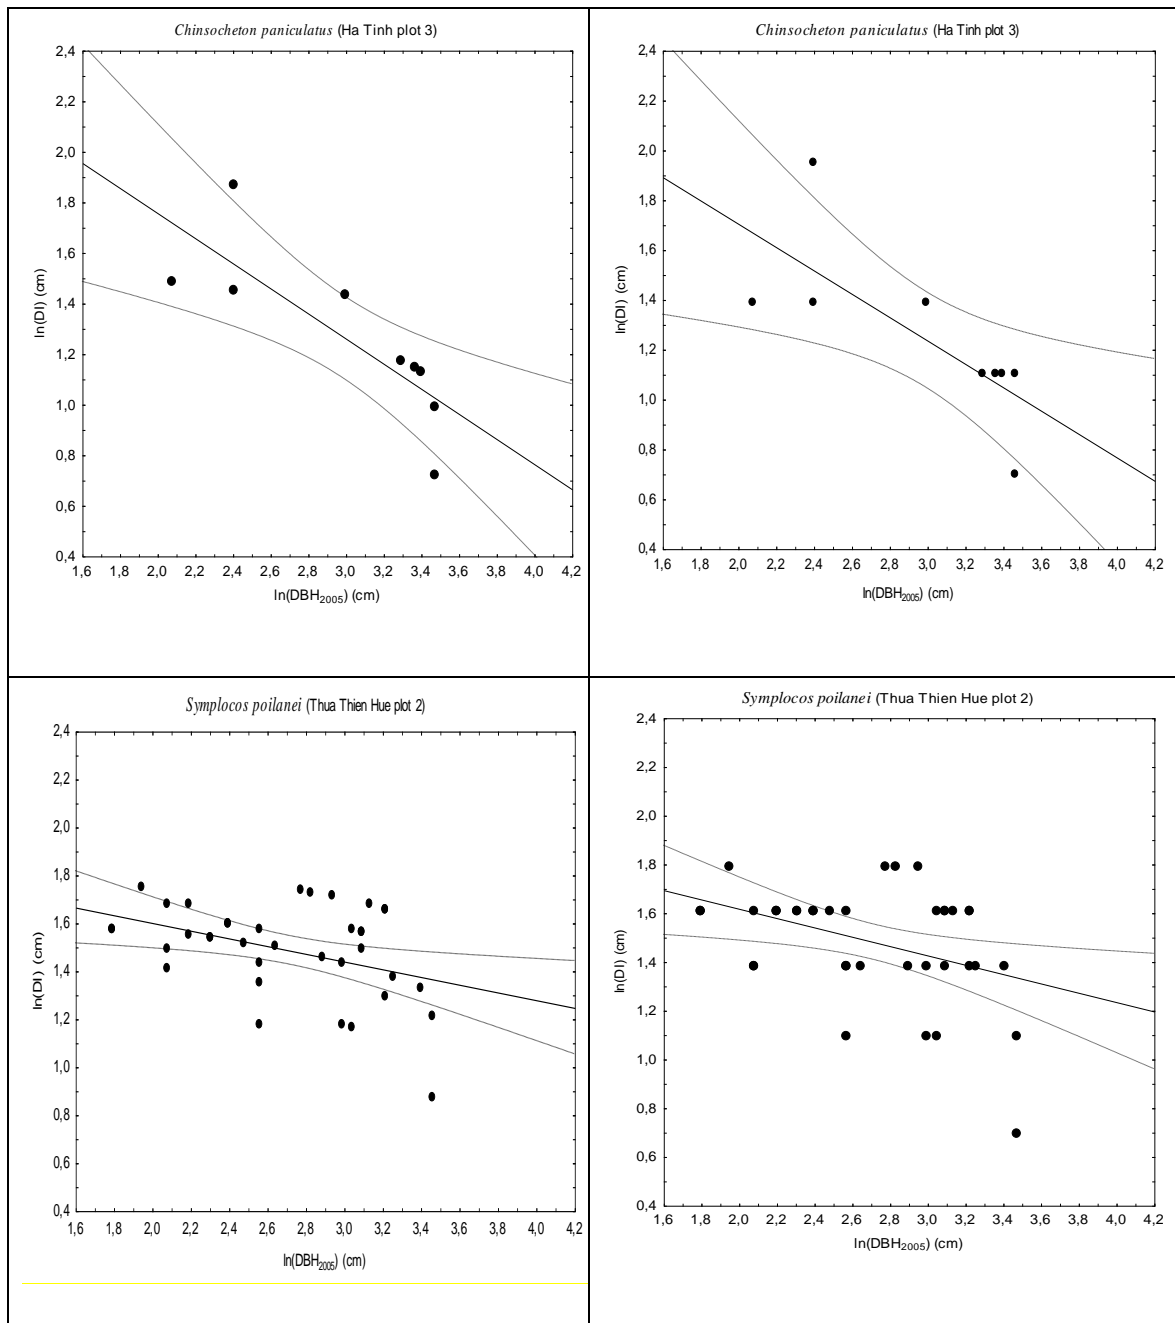 Chinsocheton paniculatus (Ha Tinh plot 3)
2,4
2,2
2,0
1,8
1,6
1,4
1,2
1,0
0,8
0,6
0,4
ln(DI) (cm)
1,6 1,8 2,0 2,2 2,4 2,6 2,8 3,0 3,2 3,4 3,6 3,8 4,0 4,2
ln(DBH2005) (cm)
Chinsocheton paniculatus (Ha Tinh plot 3)
2,4
2,2
2,0
1,8
1,6
1,4
1,2
1,0
0,8
0,6
0,4
ln(DI) (cm)
1,6 1,8 2,0 2,2 2,4 2,6 2,8 3,0 3,2 3,4 3,6 3,8 4,0 4,2
ln(DBH2005) (cm)
Symplocos poilanei (Thua Thien Hue plot 2)
2,4
2,2
2,0
1,8
1,6
1,4
1,2
1,0
0,8
0,6
0,4
ln(DI) (cm)
1,6 1,8 2,0 2,2 2,4 2,6 2,8 3,0 3,2 3,4 3,6 3,8 4,0 4,2
ln(DBH2005) (cm)
Symplocos poilanei (Thua Thien Hue plot 2)
2,4
2,2
2,0
1,8
1,6
1,4
1,2
1,0
0,8
0,6
0,4
ln(DI) (cm)
1,6 1,8 2,0 2,2 2,4 2,6 2,8 3,0 3,2 3,4 3,6 3,8 4,0 4,2
ln(DBH2005) (cm)